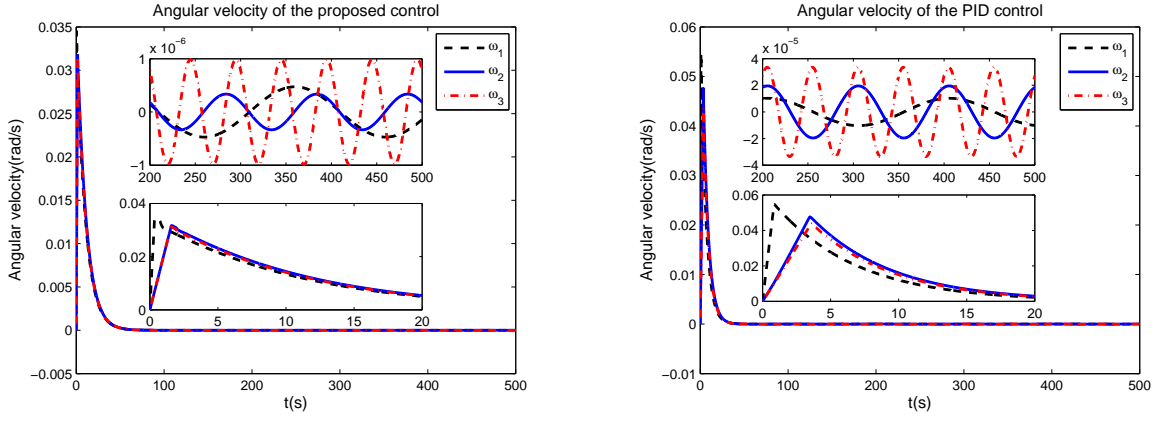 Angular velocity of the proposed control
Angular velocity(rad/s)
0.035
0.03
0.025
0.02
0.015
0.01
0.005
0
−0.005
0 100 200 300 400 500
t(s)
ω1
ω2
ω3
x 10−6
1
0
−1
200 250 300 350 400 450 500
0.04
0.02
0
0 5 10 15 20
Angular velocity of the PID control
Angular velocity(rad/s)
0.06
0.05
0.04
0.03
0.02
0.01
0
−0.01
0 100 200 300 400 500
t(s)
ω1
ω2
ω3
x 10−5
4
2
0
−2
−4
200 250 300 350 400 450 500
0.06
0.04
0.02
0
0 5 10 15 20